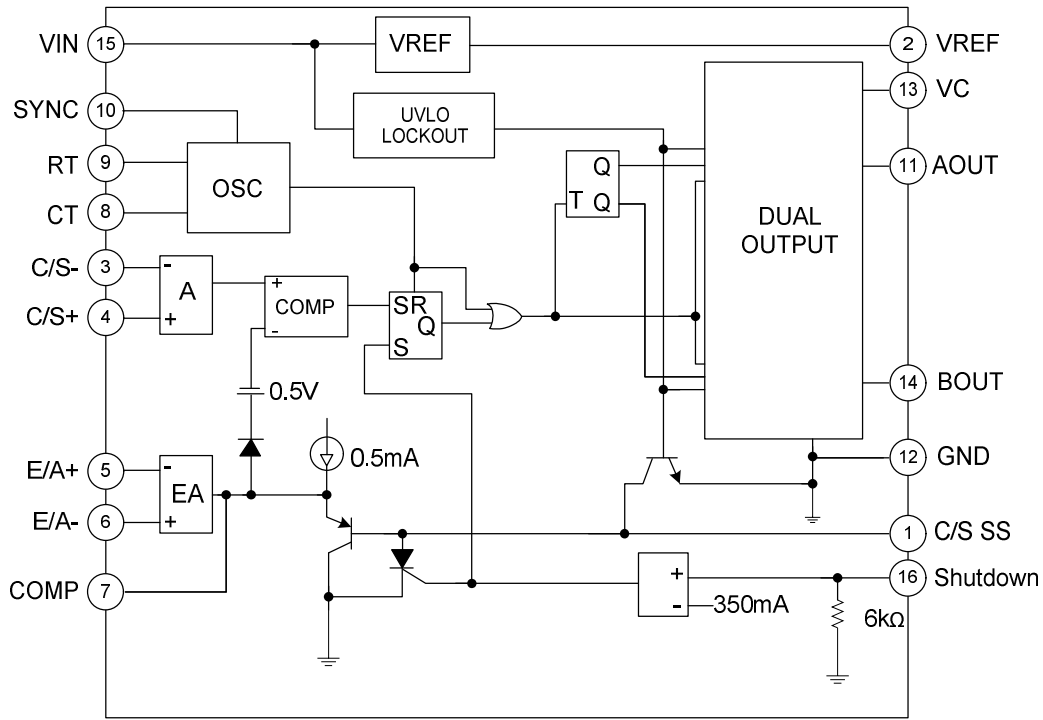 VIN 15 VREF 2 VREF
13 VC
SYNC 10 UVLO
LOCKOUT
RT 9 OSC Q 11 AOUT
CT 8 T Q DUAL
OUTPUT
C/S- 3 - A + COMP SR
C/S+ 4 + - Q
S
0.5V 14 BOUT
0.5mA
E/A+ 5 - EA 12 GND
E/A- 6 +
1 C/S SS
COMP 7 + 16 Shutdown
- 350mA
6kΩ